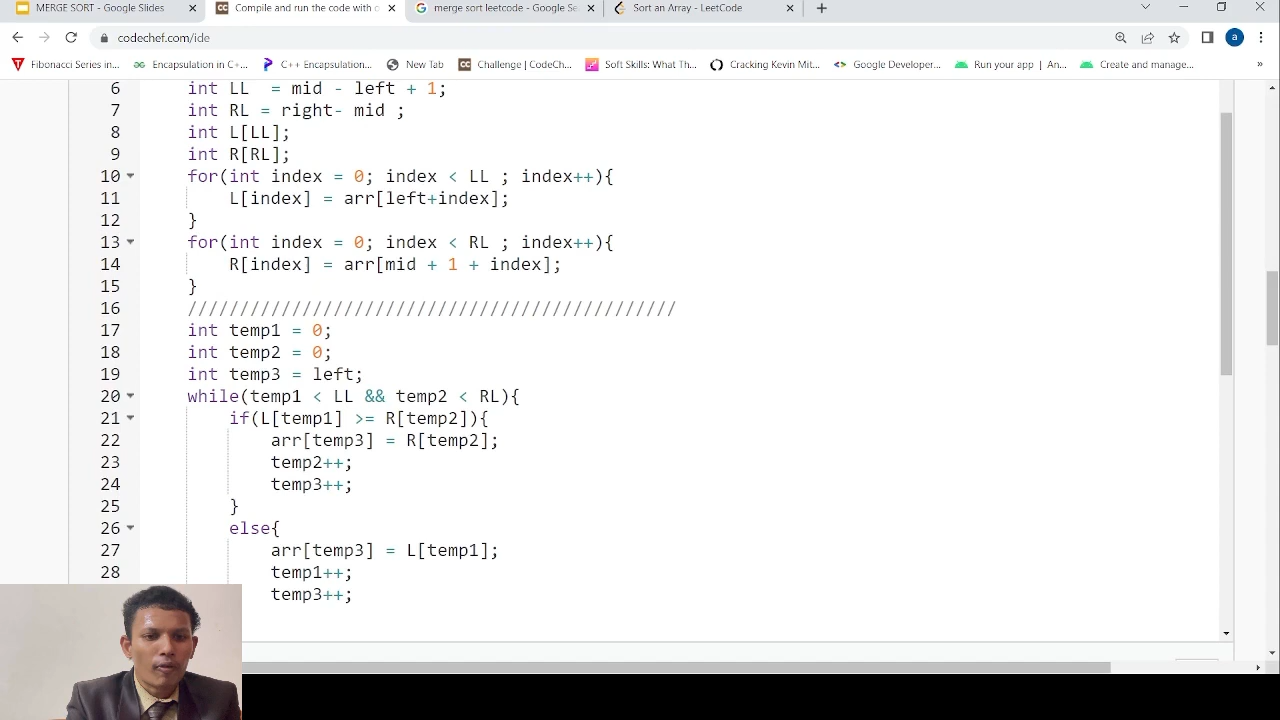 MERGE SORT - Google Slides
Compile and run the code with o
merge sort leetcode - Google Se
Sort an Array - LeetCode
codechef.com/ide
a
Fibonacci Series in...
Encapsulation in C+...
C++ Encapsulation...
New Tab
Challenge | CodeCh...
Soft Skills: What Th...
Cracking Kevin Mit...
Google Developer...
Run your app | An...
Create and manage...
»
6 int LL = mid - left + 1;
7 int RL = right- mid ;
8 int L[LL];
9 int R[RL];
10 for(int index = 0; index < LL ; index++){
11 L[index] = arr[left+index];
12 }
13 for(int index = 0; index < RL ; index++){
14 R[index] = arr[mid + 1 + index];
15 }
16 ///////////////////////////////////////////////
17 int temp1 = 0;
18 int temp2 = 0;
19 int temp3 = left;
20 while(temp1 < LL && temp2 < RL){
21 if(L[temp1] >= R[temp2]){
22 arr[temp3] = R[temp2];
23 temp2++;
24 temp3++;
25 }
26 else{
27 arr[temp3] = L[temp1];
28 temp1++;
temp3++;